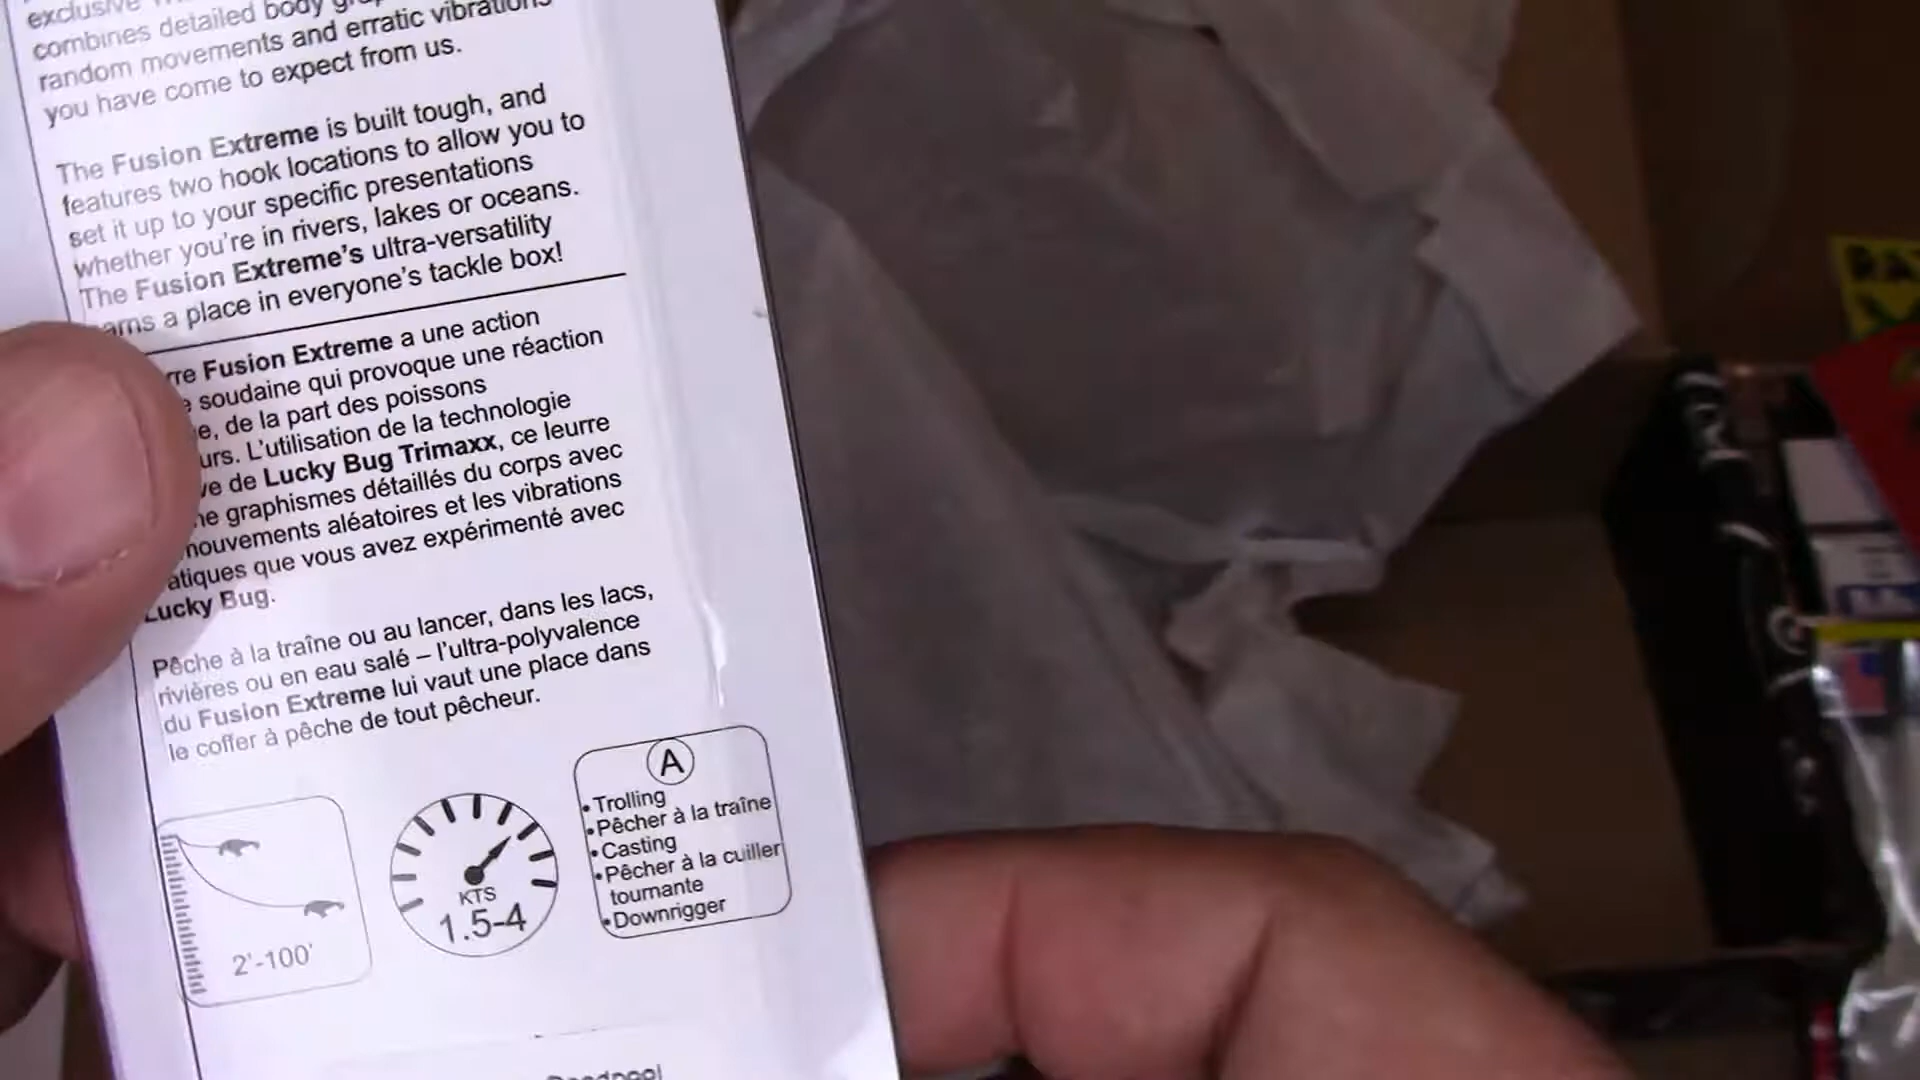 exclusive
combines detailed body
random movements and erratic vibrations
you have come to expect from us.
The Fusion Extreme is built tough, and
features two hook locations to allow you to
set it up to your specific presentations
whether you're in rivers, lakes or oceans.
The Fusion Extreme's ultra-versatility
a place in everyone's tackle box!
Fusion Extreme a une action
soudaine qui provoque une réaction
de la part des poissons
L'utilisation de la technologie
de Lucky Bug Trimaxx, ce leurre
graphismes détaillés du corps avec
mouvements aléatoires et les vibrations
atiques que vous avez expérimenté avec
Lucky Bug.
Pêche à la traîne ou au lancer, dans les lacs,
rivières ou en eau salé – l'ultra-polyvalence
du Fusion Extreme lui vaut une place dans
le coffer à pêche de tout pêcheur.
2'-100'
KTS
1.5-4
A
•Trolling
•Pêcher à la traîne
•Casting
•Pêcher à la cuiller
tournante
•Downrigger